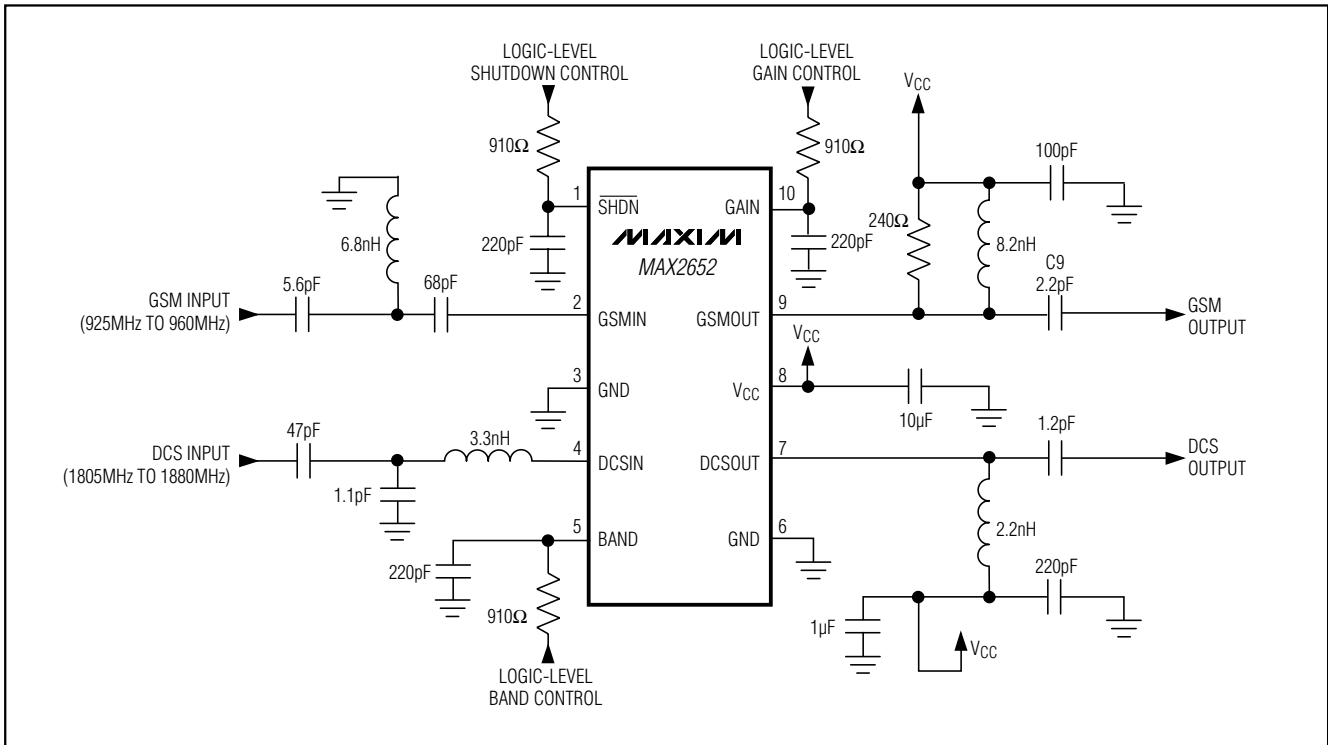 LOGIC-LEVEL
SHUTDOWN CONTROL
LOGIC-LEVEL
GAIN CONTROL
VCC
910Ω
910Ω
100pF
1
SHDN
GAIN
10
240Ω
8.2nH
6.8nH
220pF
MAXIM
MAX2652
220pF
C9
2.2pF
5.6pF
68pF
GSM INPUT
(925MHz TO 960MHz)
2
GSMIN
GSMOUT
9
GSM
OUTPUT
VCC
3
GND
VCC
8
10µF
47pF
3.3nH
1.2pF
DCS INPUT
(1805MHz TO 1880MHz)
4
DCSIN
DCSOUT
7
DCS
OUTPUT
1.1pF
5
BAND
GND
6
2.2nH
220pF
910Ω
220pF
1µF
VCC
LOGIC-LEVEL
BAND CONTROL